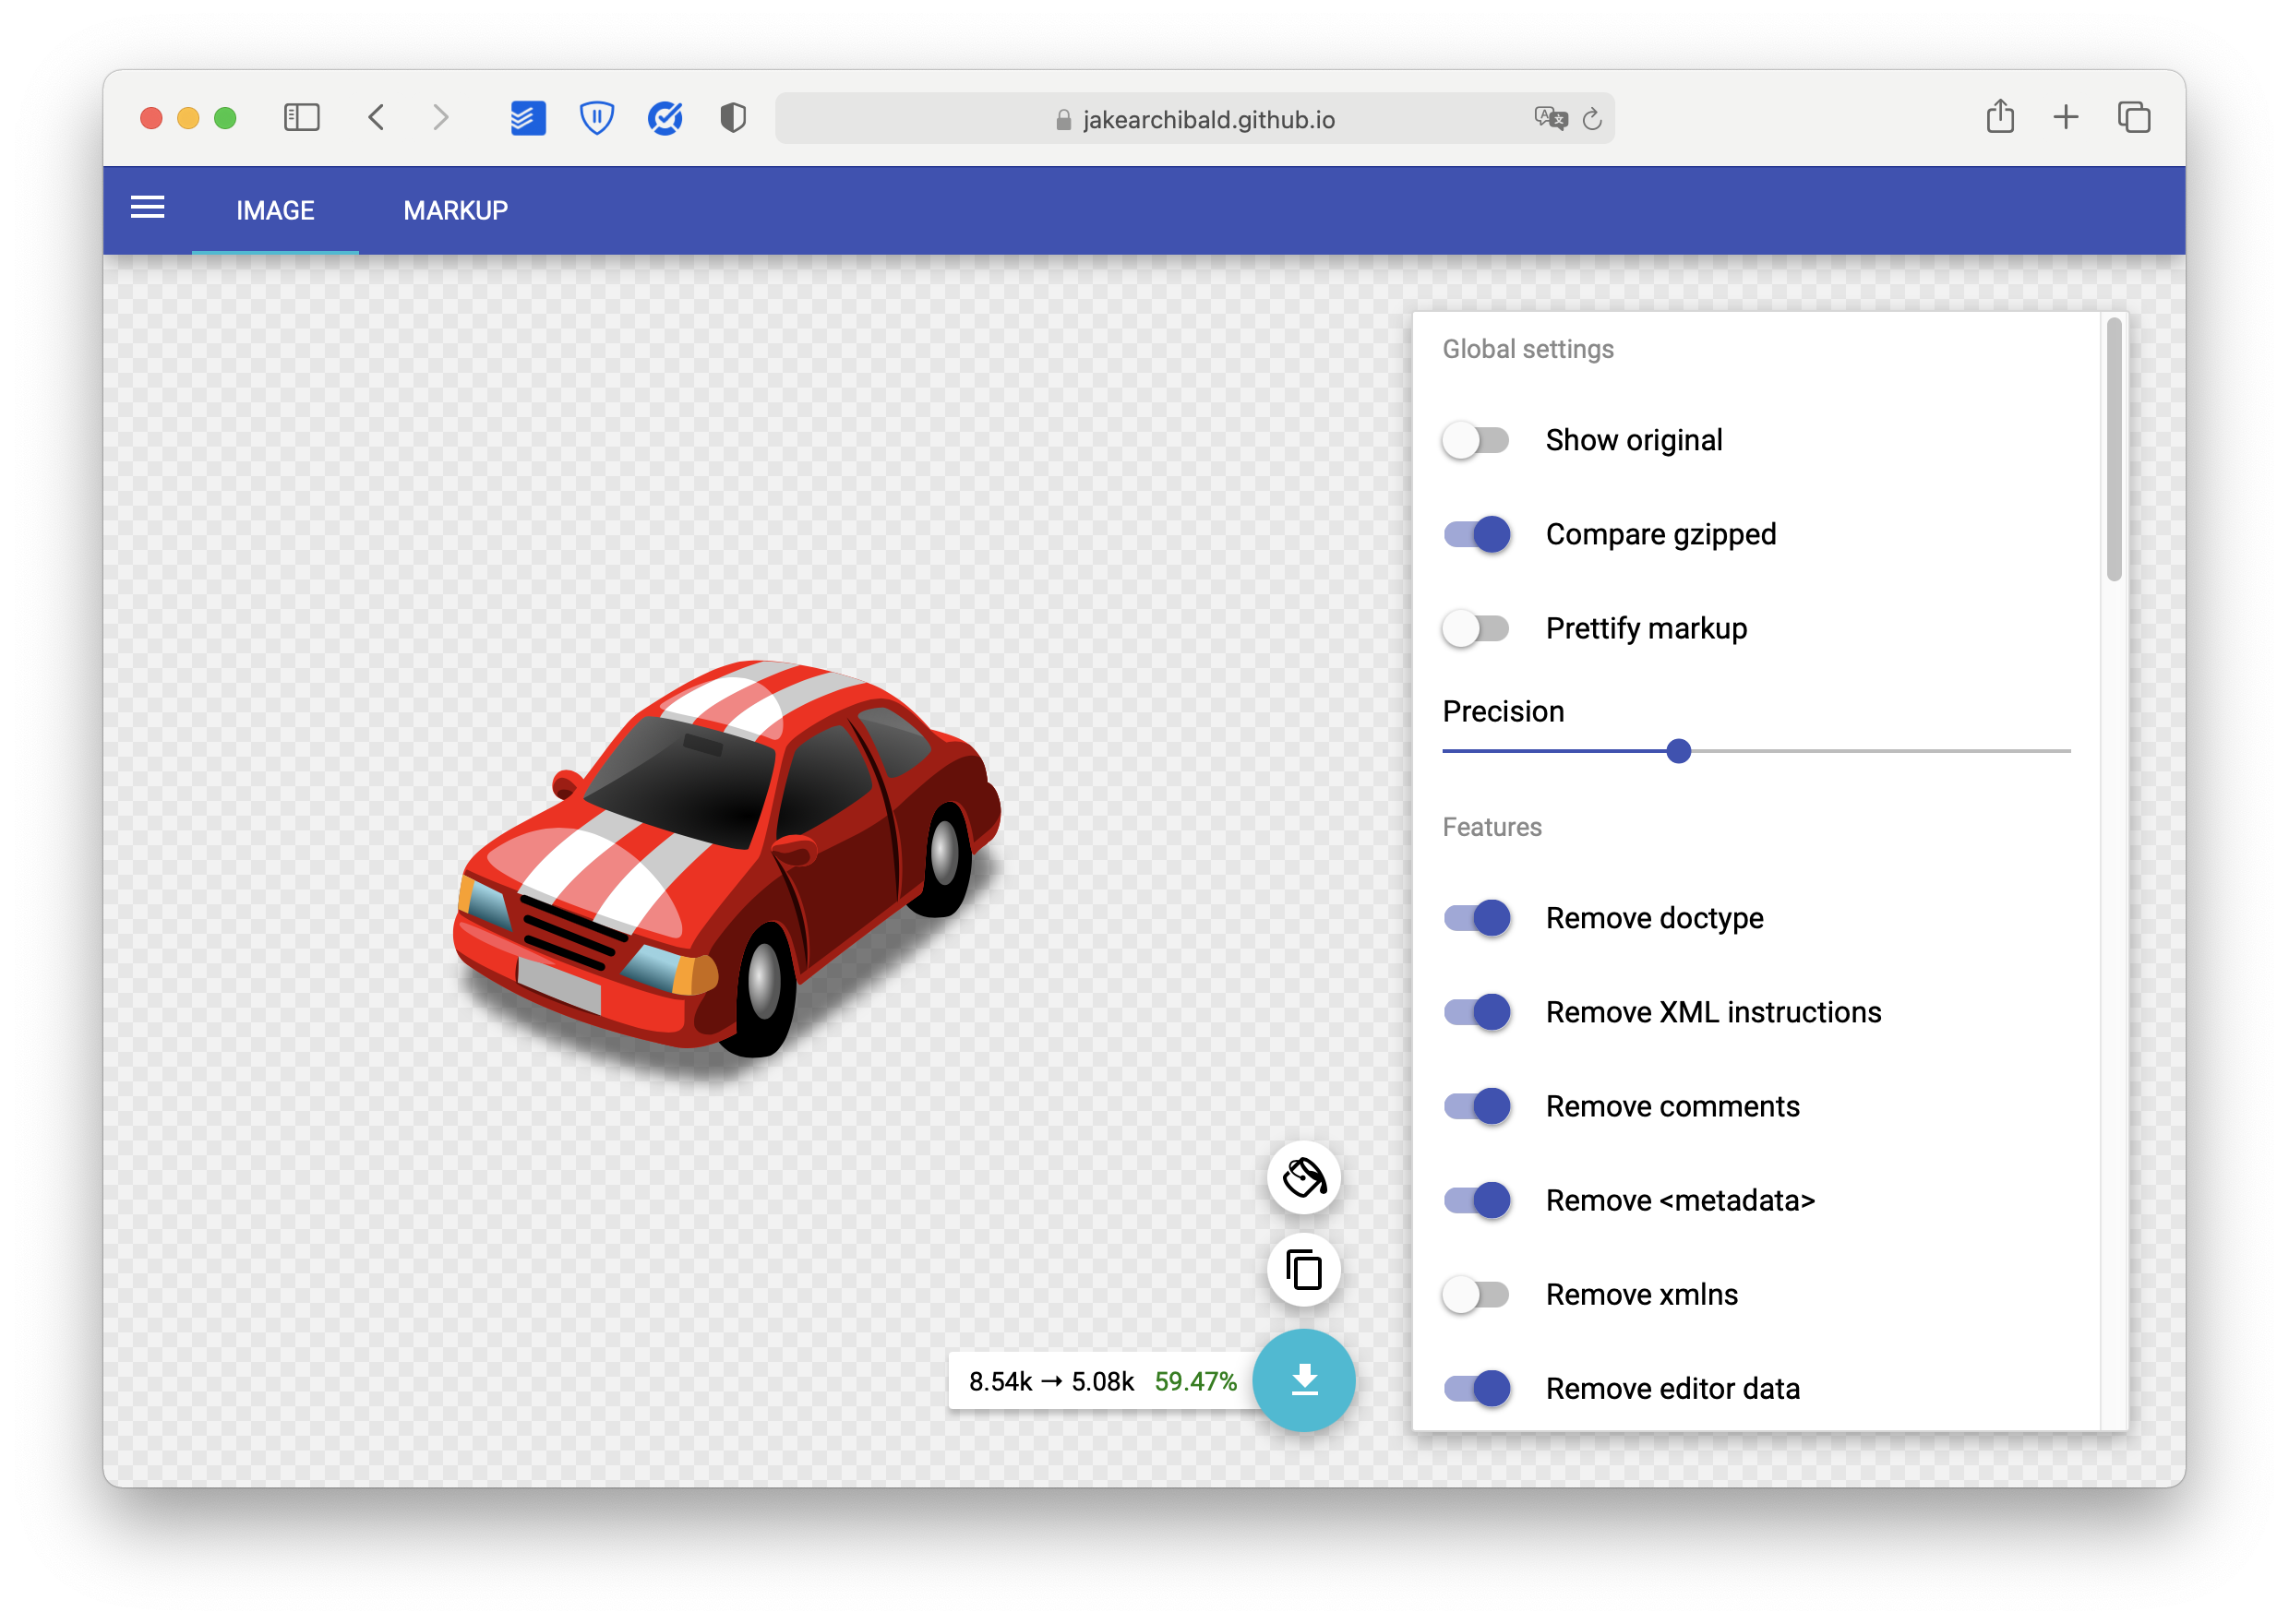 jakearchibald.github.io
IMAGE MARKUP
Global settings
Show original
Compare gzipped
Prettify markup
Precision
Features
Remove doctype
Remove XML instructions
Remove comments
Remove <metadata>
Remove xmlns
Remove editor data
8.54k → 5.08k 59.47%